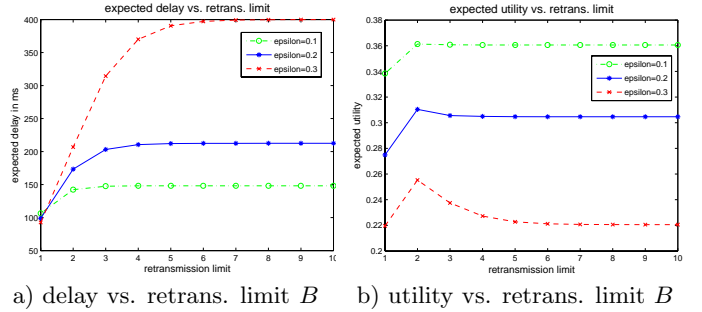 expected delay vs. retrans. limit
400
350
300
250
200
150
100
50
expected delay in ms
epsilon=0.1
epsilon=0.2
epsilon=0.3
1 2 3 4 5 6 7 8 9 10
retransmission limit
a) delay vs. retrans. limit B
expected utility vs. retrans. limit
0.38
0.36
0.34
0.32
0.3
0.28
0.26
0.24
0.22
0.2
expected utility
epsilon=0.1
epsilon=0.2
epsilon=0.3
1 2 3 4 5 6 7 8 9 10
retransmission limit
b) utility vs. retrans. limit B